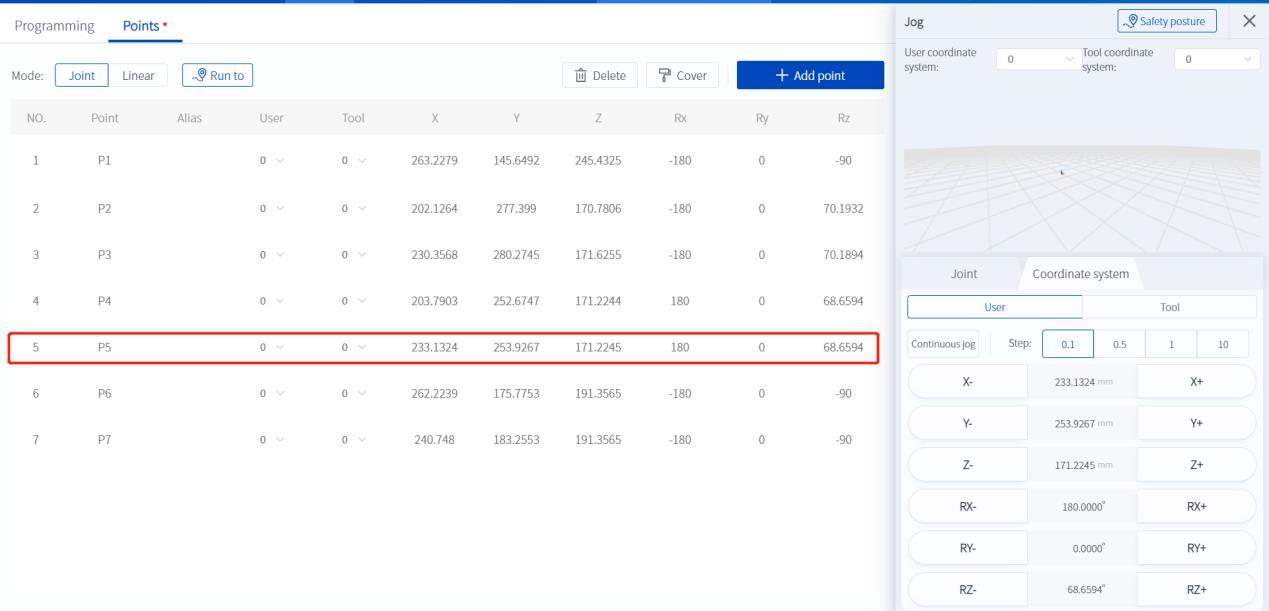 Programming Points •
Mode: Joint Linear Run to Delete Cover + Add point
NO. Point Alias User Tool X Y Z Rx Ry Rz
1 P1 0 0 263.2279 145.6492 245.4325 -180 0 -90
2 P2 0 0 202.1264 277.399 170.7806 -180 0 70.1932
3 P3 0 0 230.3568 280.2745 171.6255 -180 0 70.1894
4 P4 0 0 203.7903 252.6747 171.2244 180 0 68.6594
5 P5 0 0 233.1324 253.9267 171.2245 180 0 68.6594
6 P6 0 0 262.2239 175.7753 191.3565 -180 0 -90
7 P7 0 0 240.748 183.2553 191.3565 -180 0 -90
Jog Safety posture
User coordinate system: 0 Tool coordinate system: 0
Joint Coordinate system
User Tool
Continuous jog Step: 0.1 0.5 1 10
X- 233.1324 mm X+
Y- 253.9267 mm Y+
Z- 171.2245 mm Z+
RX- 180.0000° RX+
RY- 0.0000° RY+
RZ- 68.6594° RZ+